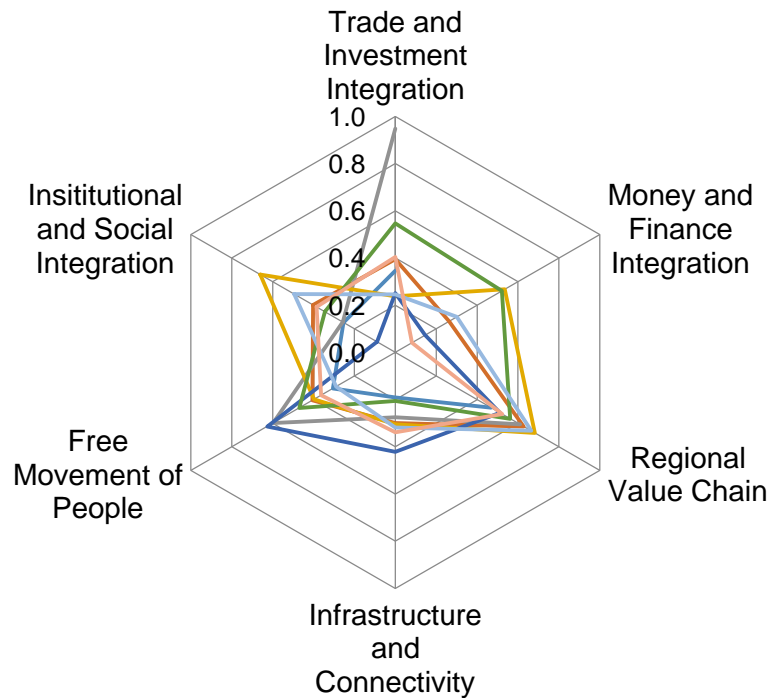 Trade and
Investment
Integration
1.0
0.8
0.6
0.4
0.2
0.0
Insititutional
and Social
Integration
Money and
Finance
Integration
Free
Movement of
People
Regional
Value Chain
Infrastructure
and
Connectivity